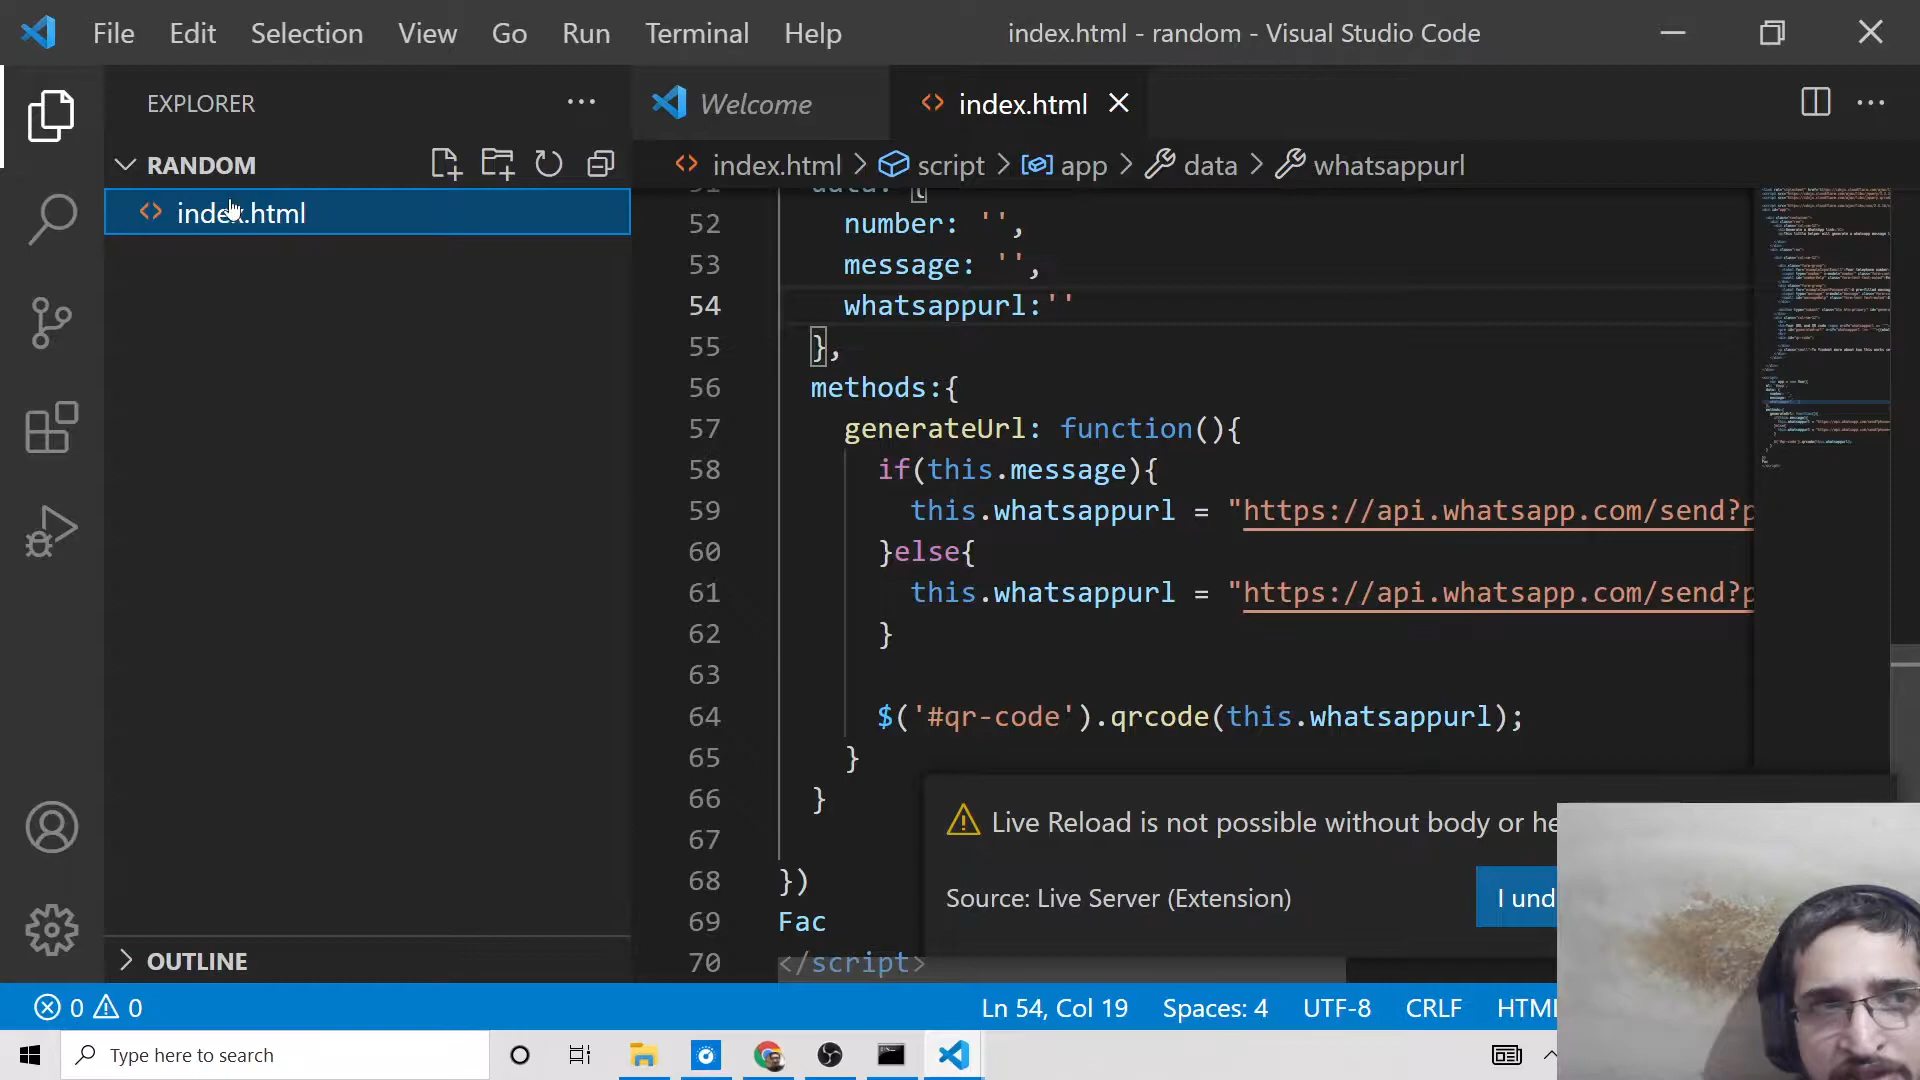 File Edit Selection View Go Run Terminal Help
index.html - random - Visual Studio Code
EXPLORER
RANDOM
index.html
OUTLINE
Welcome
index.html
index.html > script > app > data > whatsappurl
52 number: '',
53 message: '',
54 whatsappurl:''
55 },
56 methods:{
57 generateUrl: function(){
58 if(this.message){
59 this.whatsappurl = "https://api.whatsapp.com/send?p
60 }else{
61 this.whatsappurl = "https://api.whatsapp.com/send?p
62 }
63
64 $('#qr-code').qrcode(this.whatsappurl);
65 }
66 }
67
68 })
69 Fac
70 </script>
Live Reload is not possible without body or he
Source: Live Server (Extension)
I und
0 0
Ln 54, Col 19 Spaces: 4 UTF-8 CRLF HTML
Type here to search